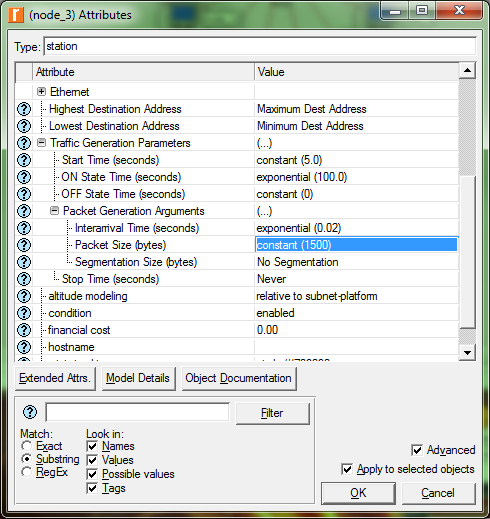 (node_3) Attributes
Type: station
Attribute Value
Ethernet
Highest Destination Address Maximum Dest Address
Lowest Destination Address Minimum Dest Address
Traffic Generation Parameters (...)
Start Time (seconds) constant (5.0)
ON State Time (seconds) exponential (100.0)
OFF State Time (seconds) constant (0)
Packet Generation Arguments (...)
Interarrival Time (seconds) exponential (0.02)
Packet Size (bytes) constant (1500)
Segmentation Size (bytes) No Segmentation
Stop Time (seconds) Never
altitude modeling relative to subnet-platform
condition enabled
financial cost 0.00
hostname
Extended Attrs. Model Details Object Documentation
Filter
Match: Look in:
Exact Names
Substring Values
RegEx Possible values
Tags
Advanced
Apply to selected objects
OK Cancel